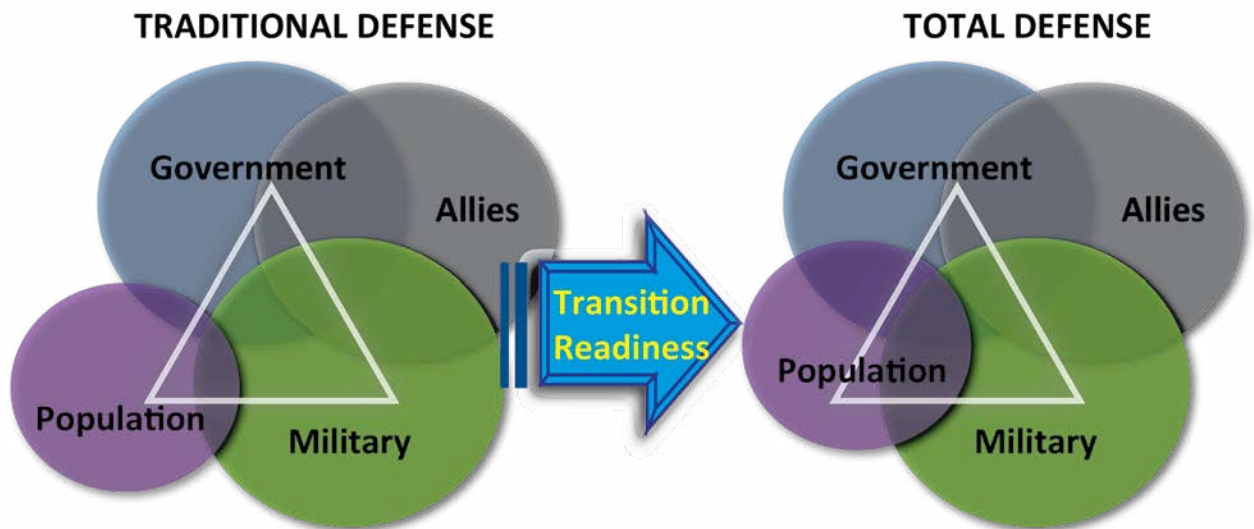 TRADITIONAL DEFENSE
Government
Allies
Population
Military
Transition
Readiness
TOTAL DEFENSE
Government
Allies
Population
Military